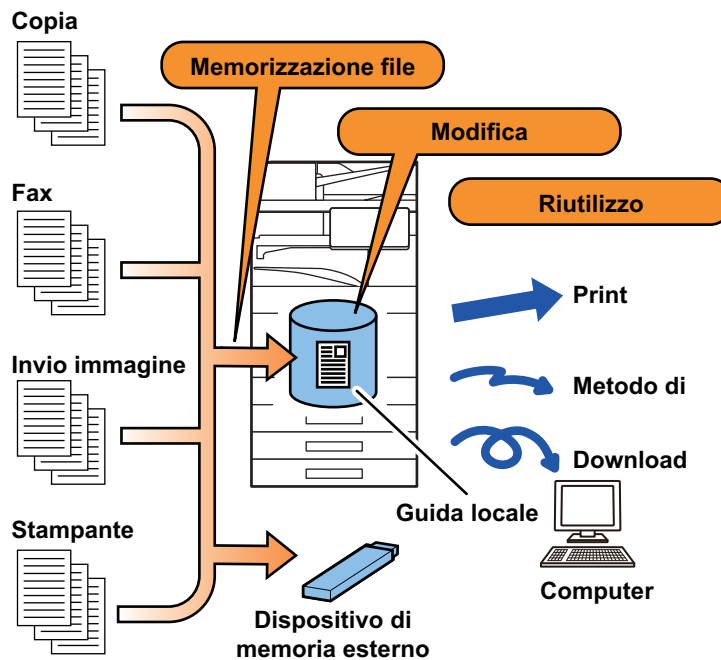 Copia
Memorizzazione file
Modifica
Fax
Riutilizzo
Print
Invio immagine
Metodo di
Download
Guida locale
Stampante
Computer
Dispositivo di
memoria esterno